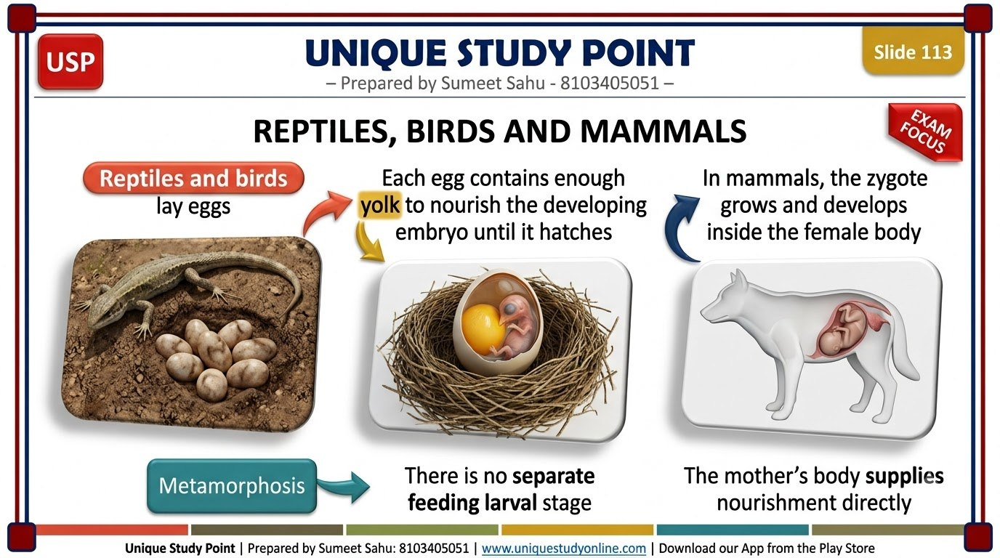 USP
UNIQUE STUDY POINT
– Prepared by Sumeet Sahu - 8103405051 –
Slide 113
REPTILES, BIRDS AND MAMMALS
EXAM
FOCUS
Reptiles and birds
lay eggs
Each egg contains enough
yolk to nourish the developing
embryo until it hatches
In mammals, the zygote
grows and develops
inside the female body
Metamorphosis
There is no separate
feeding larval stage
The mother’s body supplies
nourishment directly
Unique Study Point | Prepared by Sumeet Sahu: 8103405051 | www.uniquestudyonline.com | Download our App from the Play Store